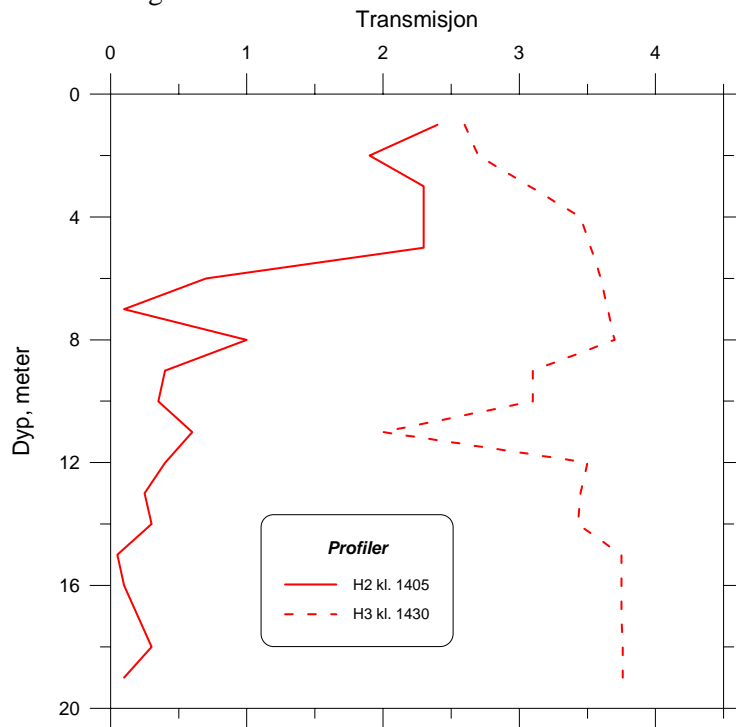 Transmisjon
0 1 2 3 4
0
4
8
12
16
20
Dyp, meter
Profiler
H2 kl. 1405
H3 kl. 1430